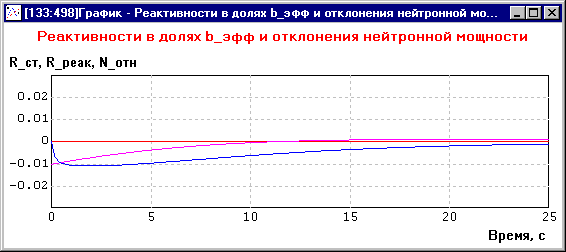 [133:498]График - Реактивности в долях b_эфф и отклонения нейтронной мо...
Реактивности в долях b_эфф и отклонения нейтронной мощности
R_ст, R_реак, N_отн
0.02
0.01
0
-0.01
-0.02
0 5 10 15 20 25
Время, с